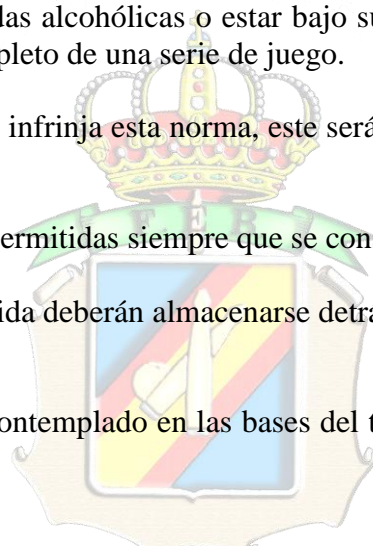 das alcohólicas o estar bajo su
pleto de una serie de juego.
infrinja esta norma, este será
F E B
ermitidas siempre que se con
ida deberán almacenarse detrá
ontemplado en las bases del t